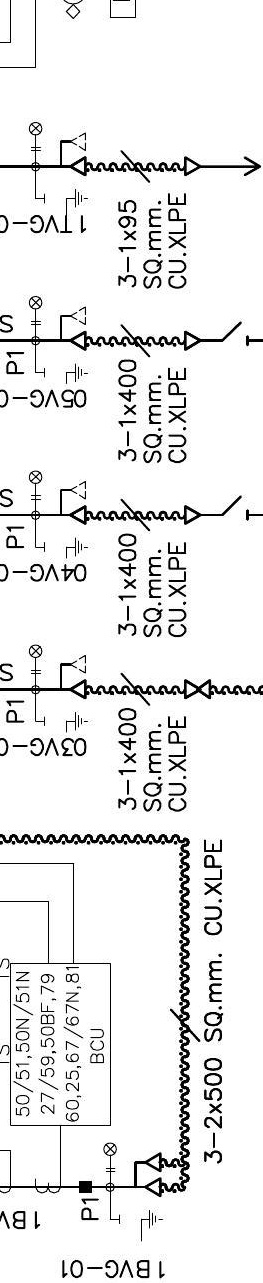 1TVG-0
3-1x95
SQ.mm.
CU.XLPE
S
P1
05VG-0
3-1x400
SQ.mm.
CU.XLPE
S
P1
04VG-0
3-1x400
SQ.mm.
CU.XLPE
S
P1
03VG-0
3-1x400
SQ.mm.
CU.XLPE
3-2x500 SQ.mm. CU.XLPE
TS
TS
50/51,50N/51N
27/59,50BF,79
60,25,67/67N,81
BCU
1BV
P1
1BVG-01